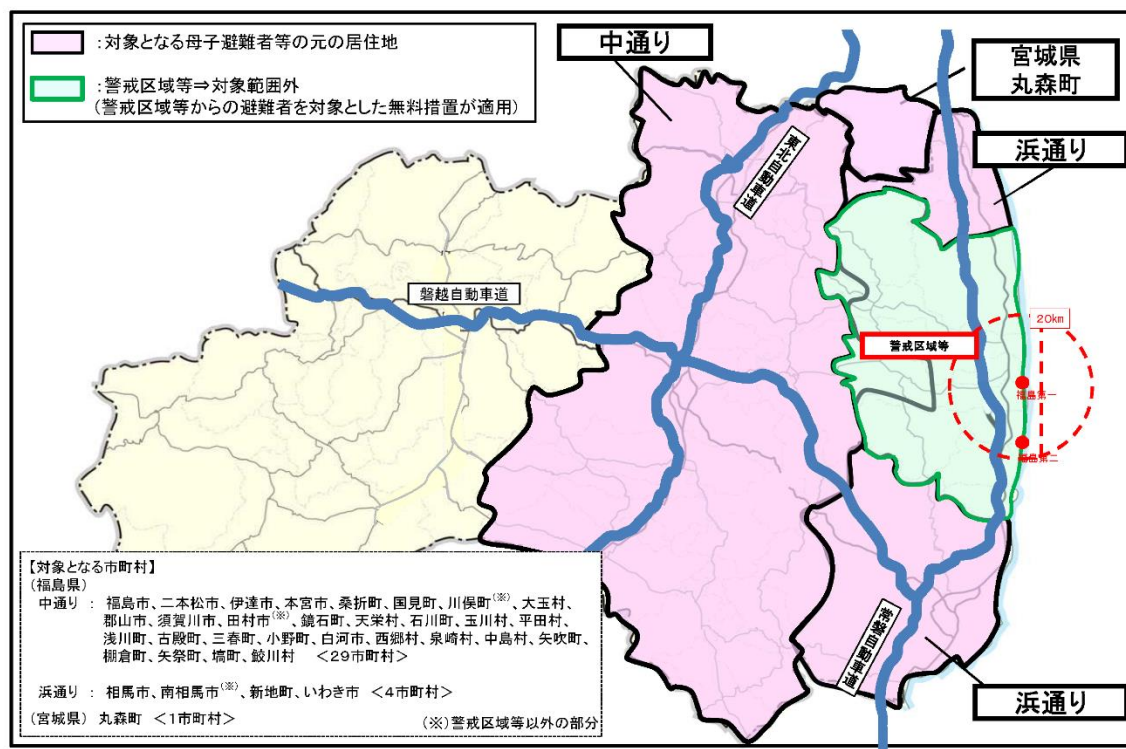 :対象となる母子避難者等の元の居住地
:警戒区域等⇒対象範囲外
(警戒区域等からの避難者を対象とした無料措置が適用)
中通り
宮城県
丸森町
浜通り
東北自動車道
磐越自動車道
20km
警戒区域等
福島第一
福島第二
常磐自動車道
浜通り
【対象となる市町村】
(福島県)
中通り : 福島市、二本松市、伊達市、本宮市、桑折町、国見町、川俣町(※)、大玉村、
郡山市、須賀川市、田村市(※)、鏡石町、天栄村、石川町、玉川村、平田村、
浅川町、古殿町、三春町、小野町、白河市、西郷村、泉崎村、中島村、矢吹町、
棚倉町、矢祭町、塙町、鮫川村 <29市町村>
浜通り : 相馬市、南相馬市(※)、新地町、いわき市 <4市町村>
(宮城県) 丸森町 <1市町村>
(※)警戒区域等以外の部分